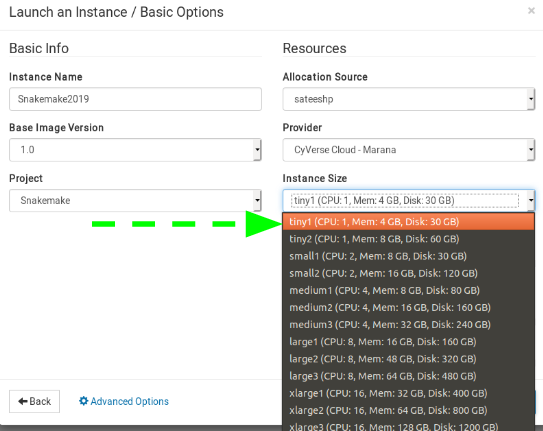 Launch an Instance / Basic Options
×
Basic Info
Instance Name
Snakemake2019
Base Image Version
1.0
Project
Snakemake
Resources
Allocation Source
sateeshp
Provider
CyVerse Cloud - Marana
Instance Size
tiny1 (CPU: 1, Mem: 4 GB, Disk: 30 GB)
tiny1 (CPU: 1, Mem: 4 GB, Disk: 30 GB)
tiny2 (CPU: 1, Mem: 8 GB, Disk: 60 GB)
small1 (CPU: 2, Mem: 8 GB, Disk: 30 GB)
small2 (CPU: 2, Mem: 16 GB, Disk: 120 GB)
medium1 (CPU: 4, Mem: 8 GB, Disk: 80 GB)
medium2 (CPU: 4, Mem: 16 GB, Disk: 160 GB)
medium3 (CPU: 4, Mem: 32 GB, Disk: 240 GB)
large1 (CPU: 8, Mem: 16 GB, Disk: 160 GB)
large2 (CPU: 8, Mem: 48 GB, Disk: 320 GB)
large3 (CPU: 8, Mem: 64 GB, Disk: 480 GB)
xlarge1 (CPU: 16, Mem: 32 GB, Disk: 400 GB)
xlarge2 (CPU: 16, Mem: 64 GB, Disk: 800 GB)
xlarge3 (CPU: 16, Mem: 128 GB, Disk: 1200 GB)
Back
Advanced Options